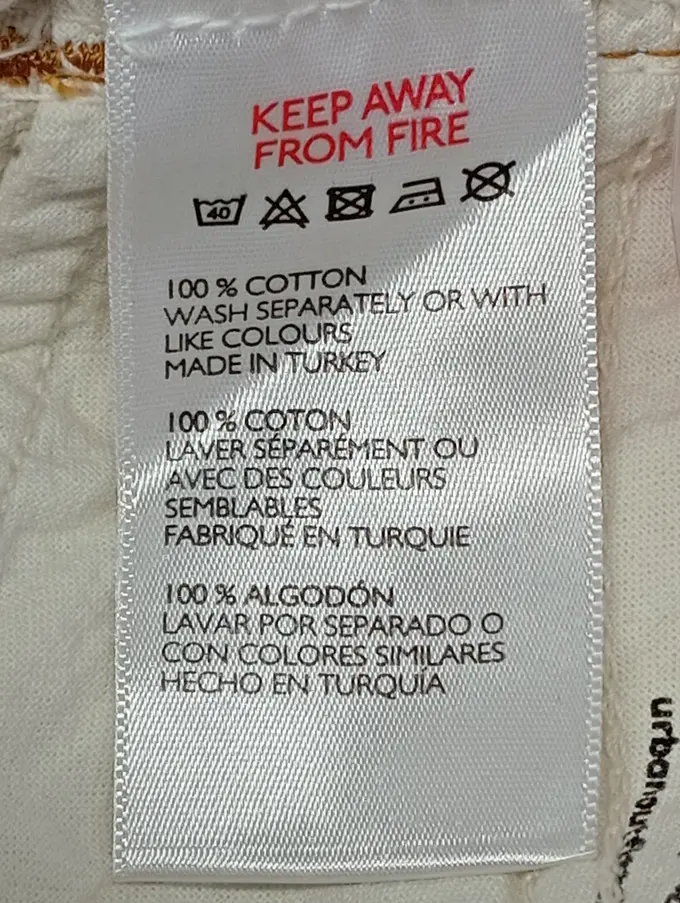 KEEP AWAY
FROM FIRE
40
100 % COTTON
WASH SEPARATELY OR WITH
LIKE COLOURS
MADE IN TURKEY
100 % COTON
LAVER SÉPARÉMENT OU
AVEC DES COULEURS
SEMBLABLES
FABRIQUÉ EN TURQUIE
100 % ALGODÓN
LAVAR POR SEPARADO O
CON COLORES SIMILARES
HECHO EN TURQUÍA